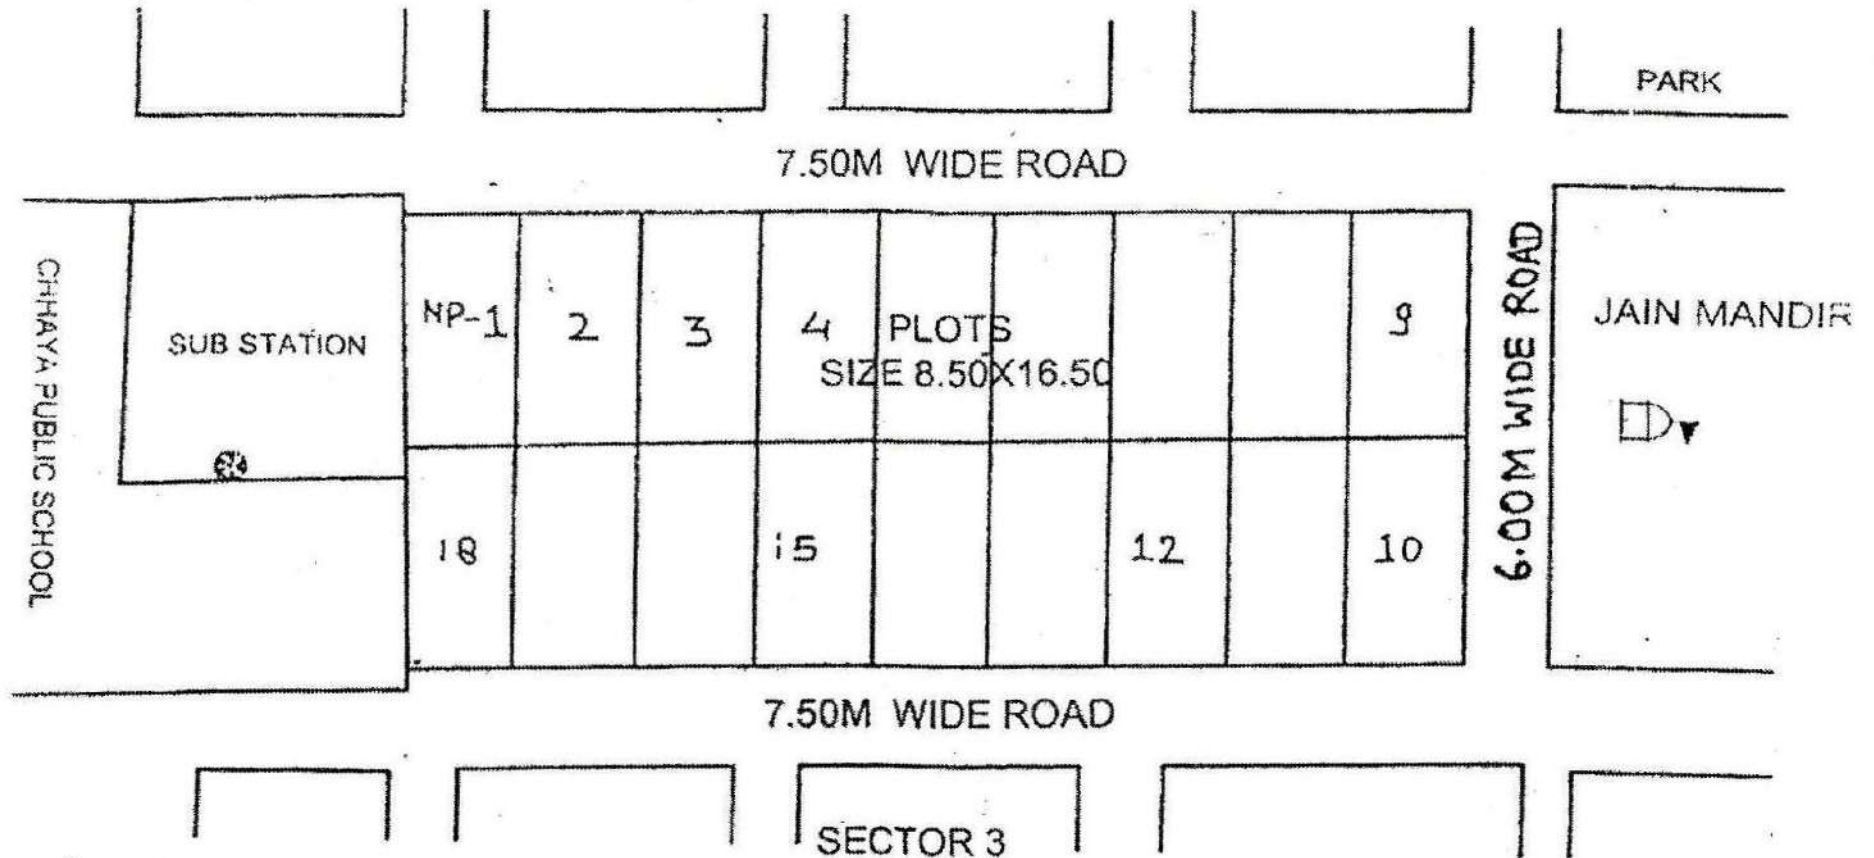 PARK
7.50M WIDE ROAD
CHHAYA PUBLIC SCHOOL
SUB STATION
NP-1
2
3
4
PLOTS
SIZE 8.50X16.50
9
6.00M WIDE ROAD
JAIN MANDIR
18
15
12
10
7.50M WIDE ROAD
SECTOR 3